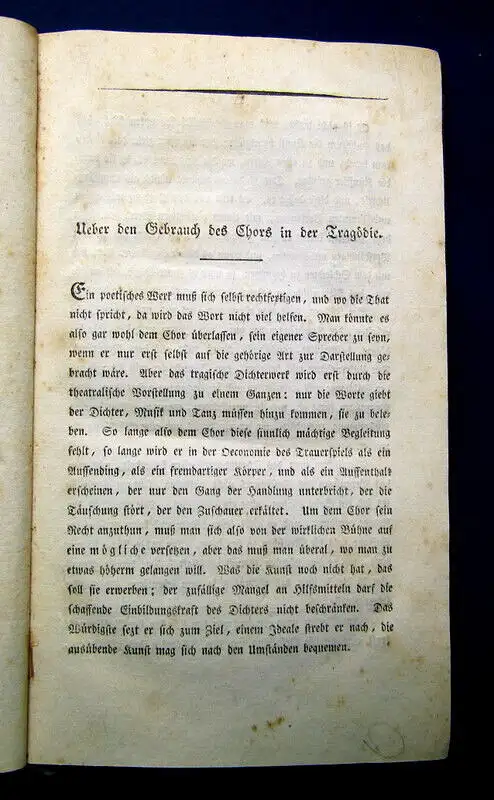 Ueber den Gebrauch des Chors in der Tragödie.
Ein poetisches Werk muß sich selbst rechtfertigen, und wo die That
nicht spricht, da wird das Wort nicht viel helfen. Man könnte es
also gar wohl dem Chor überlassen, sein eigener Sprecher zu seyn,
wenn er nur erst selbst auf die gehörige Art zur Darstellung ge-
bracht wäre. Aber das tragische Dichterwerk wird erst durch die
theatralische Vorstellung zu einem Ganzen: nur die Worte giebt
der Dichter, Musik und Tanz müssen hinzu kommen, sie zu bele-
ben. So lange also dem Chor diese sinnlich mächtige Begleitung
fehlt, so lange wird er in der Oeconomie des Trauerspiels als ein
Aussending, als ein fremdartiger Körper, und als ein Aufenthalt
erscheinen, der nur den Gang der Handlung unterbricht, der die
Täuschung stört, der den Zuschauer erkältet. Um dem Chor sein
Recht anzuthun, muß man sich also von der wirklichen Bühne auf
eine mögliche versetzen, aber das muß man überal, wo man zu
etwas höherm gelangen will. Was die Kunst noch nicht hat, das
soll sie erwerben; der zufällige Mangel an Hilfsmitteln darf die
schaffende Einbildungskraft des Dichters nicht beschränken. Das
Würdigste sezt er sich zum Ziel, einem Ideale strebt er nach, die
ausübende Kunst mag sich nach den Umständen bequemen.